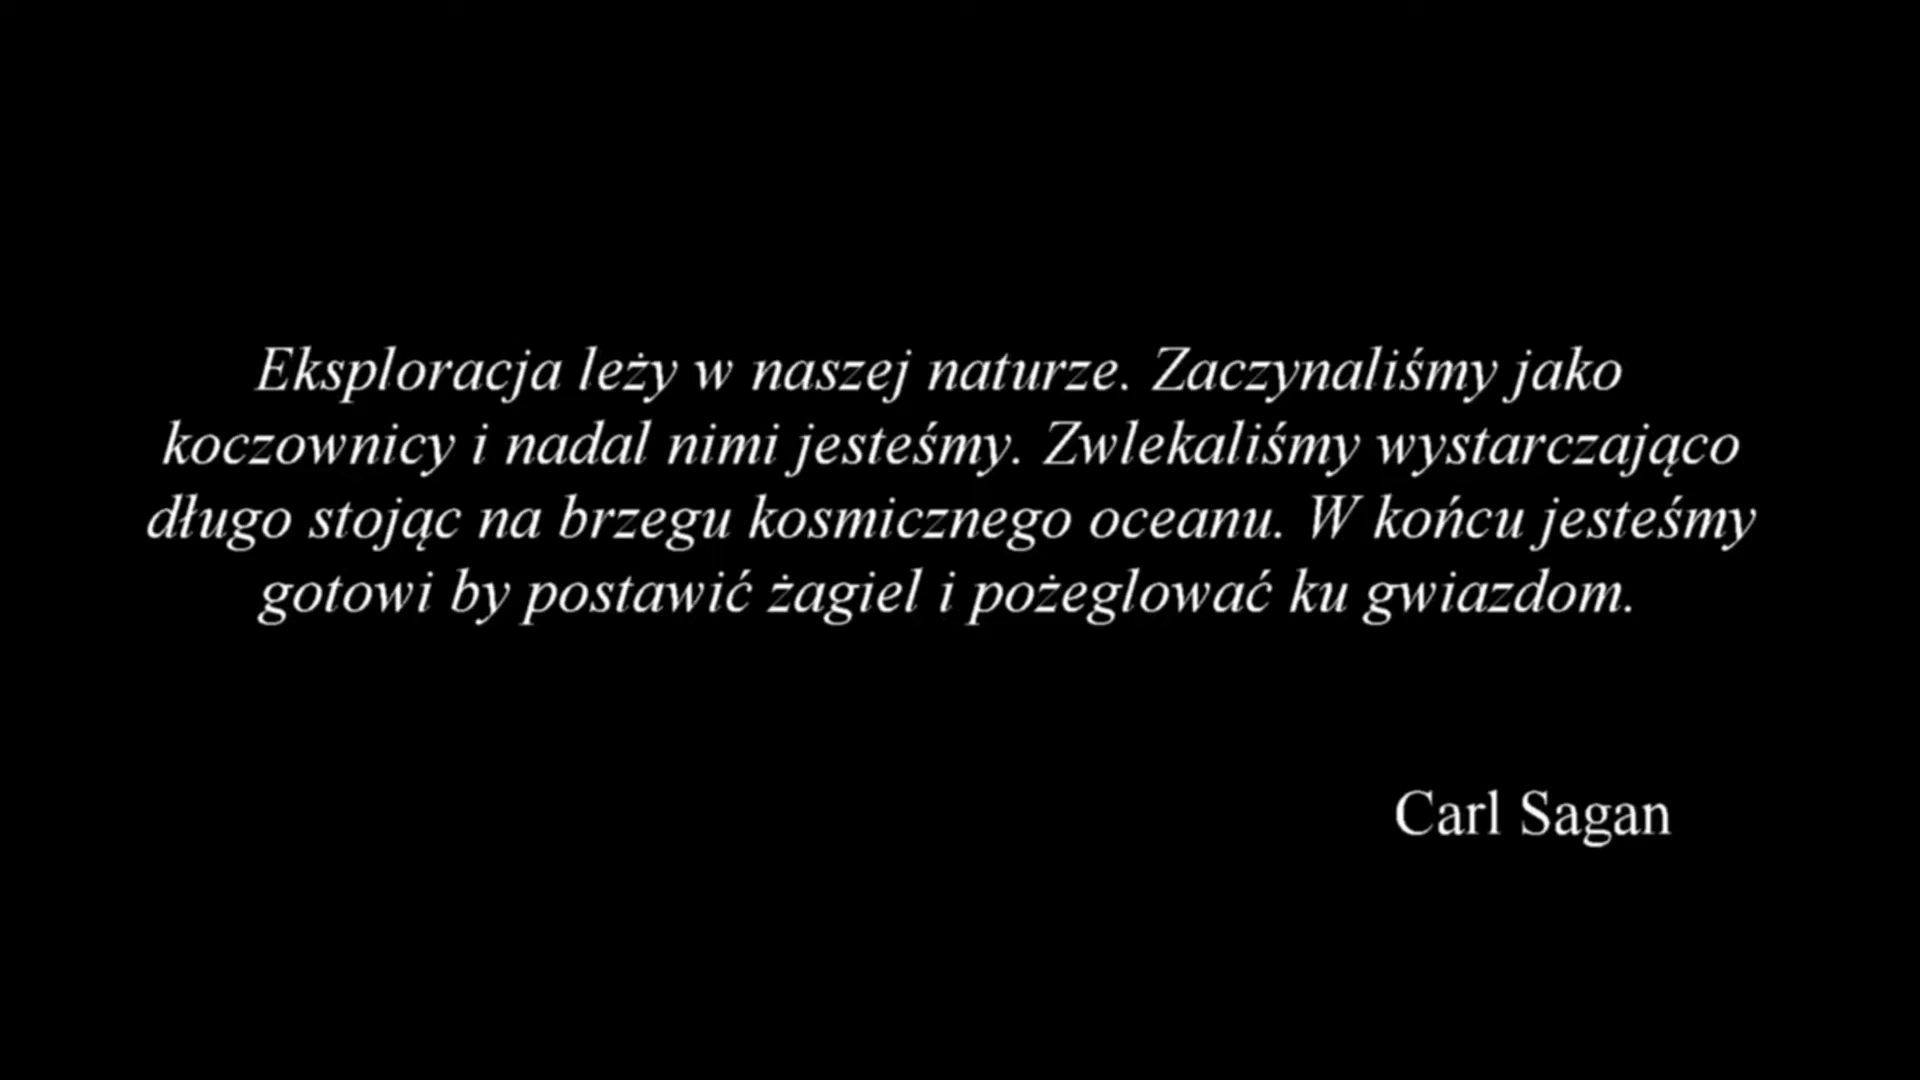 Eksploracja leży w naszej naturze. Zaczynaliśmy jako
koczownicy i nadal nimi jesteśmy. Zwlekaliśmy wystarczająco
długo stojąc na brzegu kosmicznego oceanu. W końcu jesteśmy
gotowi by postawić żagiel i pożeglować ku gwiazdom.
Carl Sagan